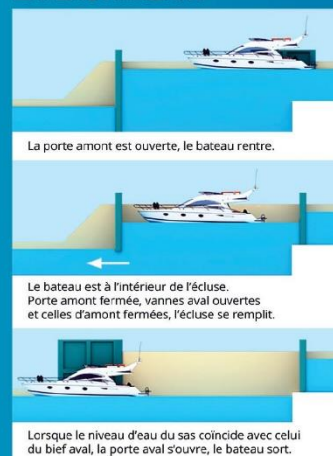 La porte amont est ouverte, le bateau rentre.
Le bateau est à l'intérieur de l'écluse.
Porte amont fermée, vannes aval ouvertes
et celles d'amont fermées, l'écluse se remplit.
Lorsque le niveau d'eau du sas coïncide avec celui
du bief aval, la porte aval s'ouvre, le bateau sort.